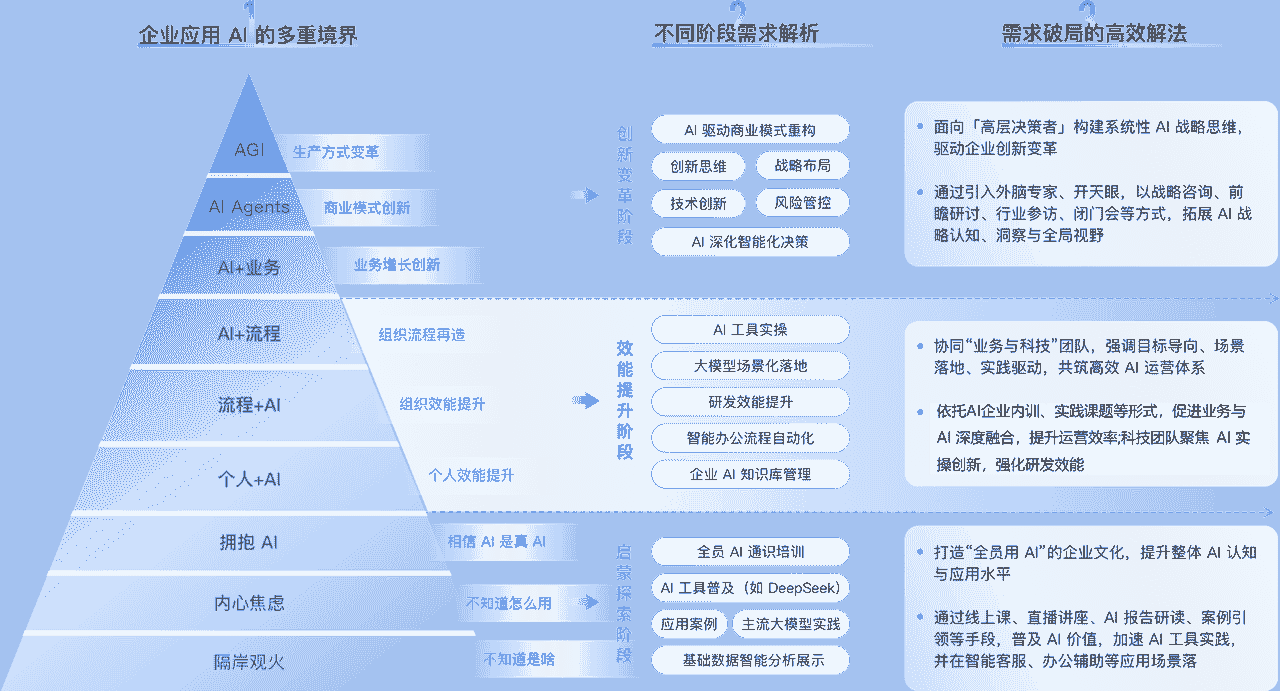 1
企业应用 AI 的多重境界
AGI
生产方式变革
AI Agents
商业模式创新
AI+业务
业务增长创新
AI+流程
组织流程再造
流程+AI
组织效能提升
个人+AI
个人效能提升
拥抱 AI
相信 AI 是真 AI
内心焦虑
不知道怎么用
隔岸观火
不知道是啥
2
不同阶段需求解析
创新变革阶段
AI 驱动商业模式重构
创新思维
战略布局
技术创新
风险管控
AI 深化智能化决策
效能提升阶段
AI 工具实操
大模型场景化落地
研发效能提升
智能办公流程自动化
企业 AI 知识库管理
启蒙探索阶段
全员 AI 通识培训
AI 工具普及（如 DeepSeek）
应用案例
主流大模型实践
基础数据智能分析展示
3
需求破局的高效解法
• 面向「高层决策者」构建系统性 AI 战略思维，
驱动企业创新变革
• 通过引入外脑专家、开天眼，以战略咨询、前
瞻研讨、行业参访、闭门会等方式，拓展 AI 战
略认知、洞察与全局视野
• 协同“业务与科技”团队，强调目标导向、场景
落地、实践驱动，共筑高效 AI 运营体系
• 依托AI企业内训、实践课题等形式，促进业务与
AI 深度融合，提升运营效率;科技团队聚焦 AI 实
操创新，强化研发效能
• 打造“全员用 AI”的企业文化，提升整体 AI 认知
与应用水平
• 通过线上课、直播讲座、AI 报告研读、案例引
领等手段，普及 AI 价值，加速 AI 工具实践，
并在智能客服、办公辅助等应用场景落